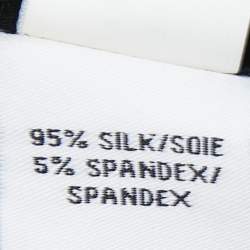 95% SILK/SOIE
5% SPANDEX/
SPANDEX